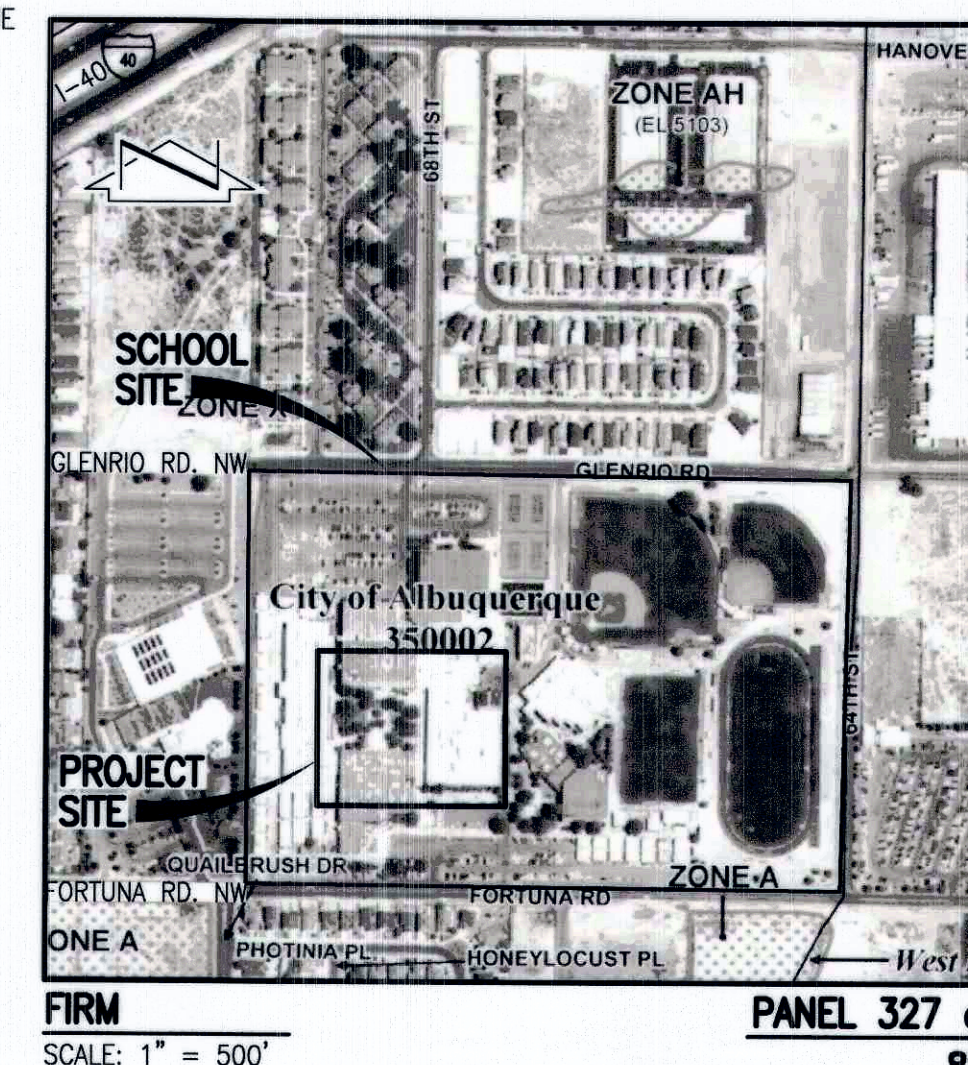 E
HANOVE
I-40
40
ZONE AH
(EL 5103)
68TH ST
SCHOOL
SITE
ZONE X
GLENRIO RD. NW
GLENRIO RD
City of Albuquerque
350002
64TH ST
PROJECT
SITE
QUAILBRUSH DR
ZONE A
FORTUNA RD. NW
FORTUNA RD
ONE A
PHOTINIA PL
HONEYLOCUST PL
West
FIRM
PANEL 327
SCALE: 1" = 500'